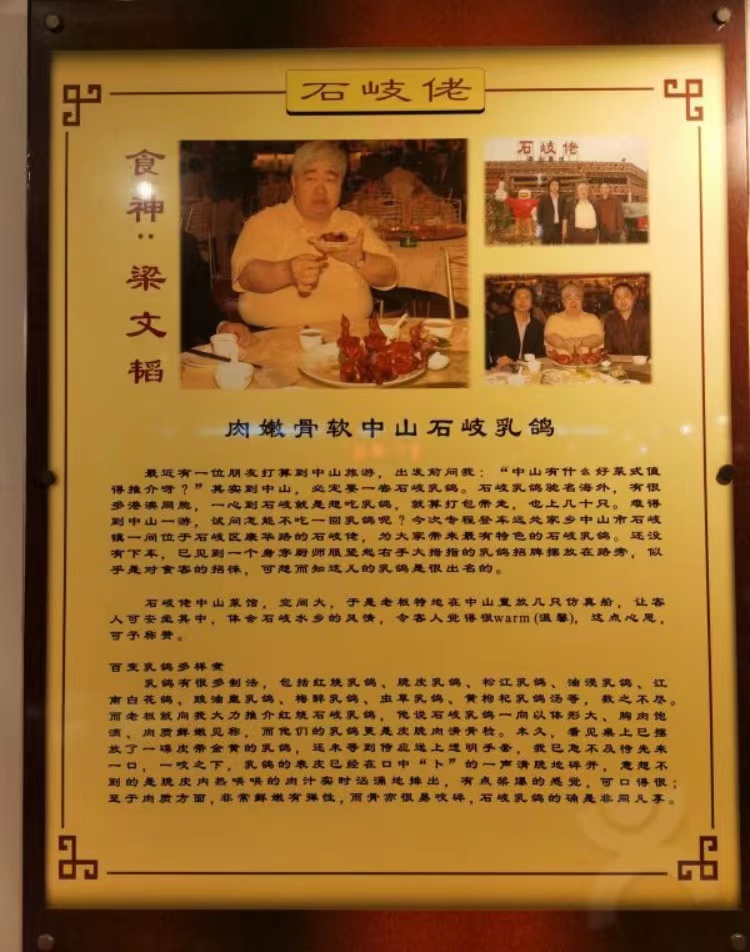 石岐佬
食神：梁文韬
石岐佬
肉嫩骨软中山石岐乳鸽
最近有一位朋友打算到中山旅游，出发前问我：“中山有什么好菜式值
得推介呀？”其实到中山，必定要一尝石岐乳鸽。石岐乳鸽驰名海外，有很
多港澳同胞，一心到石岐就是想吃乳鸽，就算打包带走，也上几十只。难得
到中山一游，试问怎能不吃一回乳鸽呢？今次专程登车远赴家乡中山市石岐
镇一间位于石岐区康华路的石岐佬，为大家带来最有特色的石岐乳鸽。还没
有下车，已见到一个身穿厨师服竖起右手大拇指的乳鸽招牌摆放在路旁，似
乎是对食客的招徕，可想而知这儿的乳鸽是很出名的。
石岐佬中山菜馆，空间大，于是老板特地在中山置放几只仿真船，让客
人可安坐其中，体会石岐水乡的风情，令客人觉得很warm(温馨)，这点心思，
可予称赞。
百变乳鸽多样煮
乳鸽有很多制法，包括红烧乳鸽、脆皮乳鸽、松江乳鸽、油浸乳鸽、江
南白花鸽、豉油皇乳鸽、梅醉乳鸽、虫草乳鸽、黄枸杞乳鸽汤等，数之不尽。
而老板就向我大力推介红烧石岐乳鸽，他说石岐乳鸽一向以体形大、胸肉饱
满、肉质鲜嫩见称，而他们的乳鸽更是皮脆肉滑骨松。未久，看见桌上已摆
放了一碟皮带金黄的乳鸽，还未等到侍应送上透明手套，我已急不及待先来
一口，一咬之下，乳鸽的表皮已经在口中“卜”的一声清脆地碎开，意想不
到的是脆皮内热哄哄的肉汁实时汹涌地排出，有点浆爆的感觉，可口得很；
至于肉质方面，非常鲜嫩有弹性，而骨亦很易咬碎，石岐乳鸽的确是非同凡享。